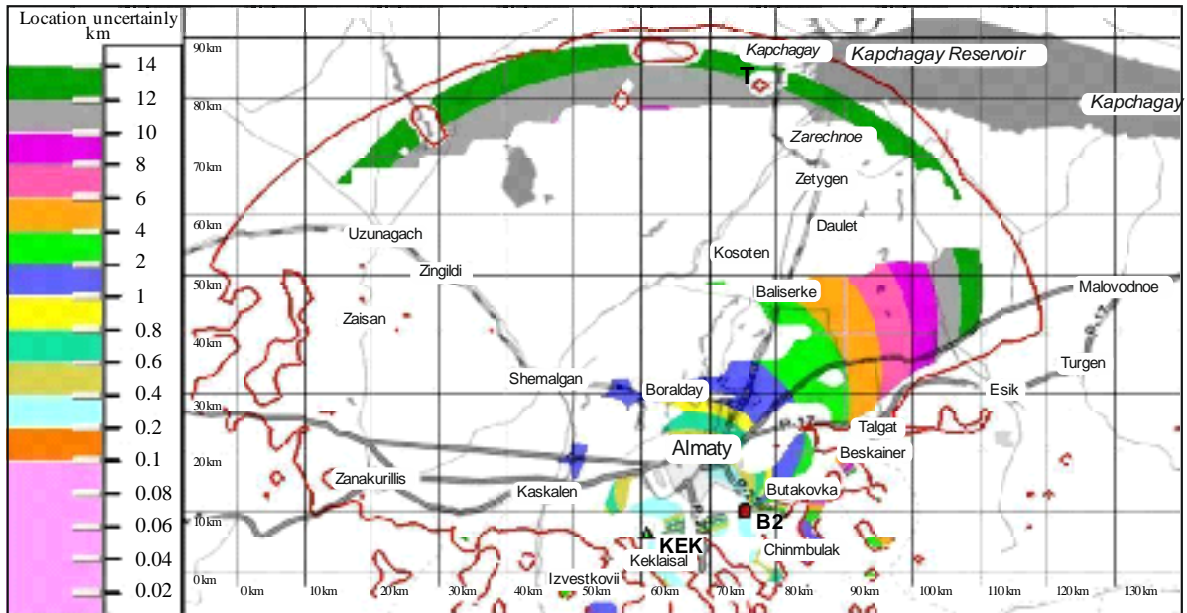 Location uncertainly
km
14
12
10
8
6
4
2
1
0.8
0.6
0.4
0.2
0.1
0.08
0.06
0.04
0.02
90km
Kapchagay
Kapchagay Reservoir
T
80km
Kapchagay
Zarechnoe
70km
Zetygen
60km
Daulet
Uzunagach
Kosoten
Zingildi
50km
Baliserke
Malovodnoe
P-17
Zaisan
40km
Turgen
Shemalgan
Boralday
Esik
30km
P-17
Talgat
Almaty
Beskainer
20km
Zanakurillis
Kaskalen
Butakovka
10km
B2
KEK
Chinmbulak
Keklaisal
Izvestkovii
0km
0km
10km
20km
30km
40km
50km
60km
70km
80km
90km
100km
110km
120km
130km